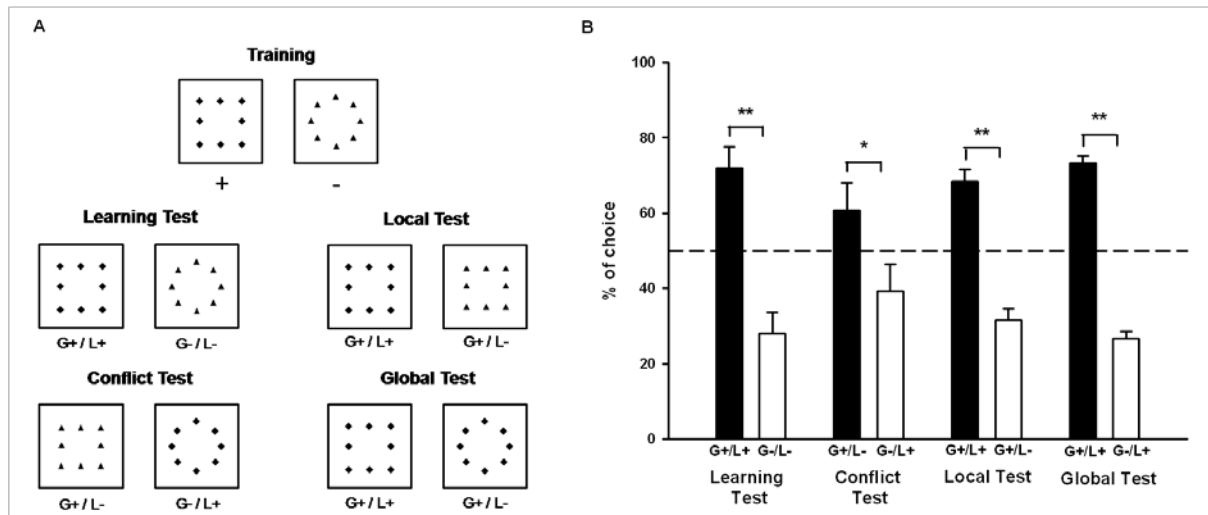 A
Training
+ -
Learning Test
G+/L+ G-/L-
Local Test
G+/L+ G+/L-
Conflict Test
G+/L- G-/L+
Global Test
G+/L+ G+/L-
B
% of choice
100
80
60
40
20
0
** * ** **
G+/L+ G-/L- G+/L- G-/L+ G+/L+ G+/L- G+/L+ G-/L+
Learning Test
Conflict Test
Local Test
Global Test